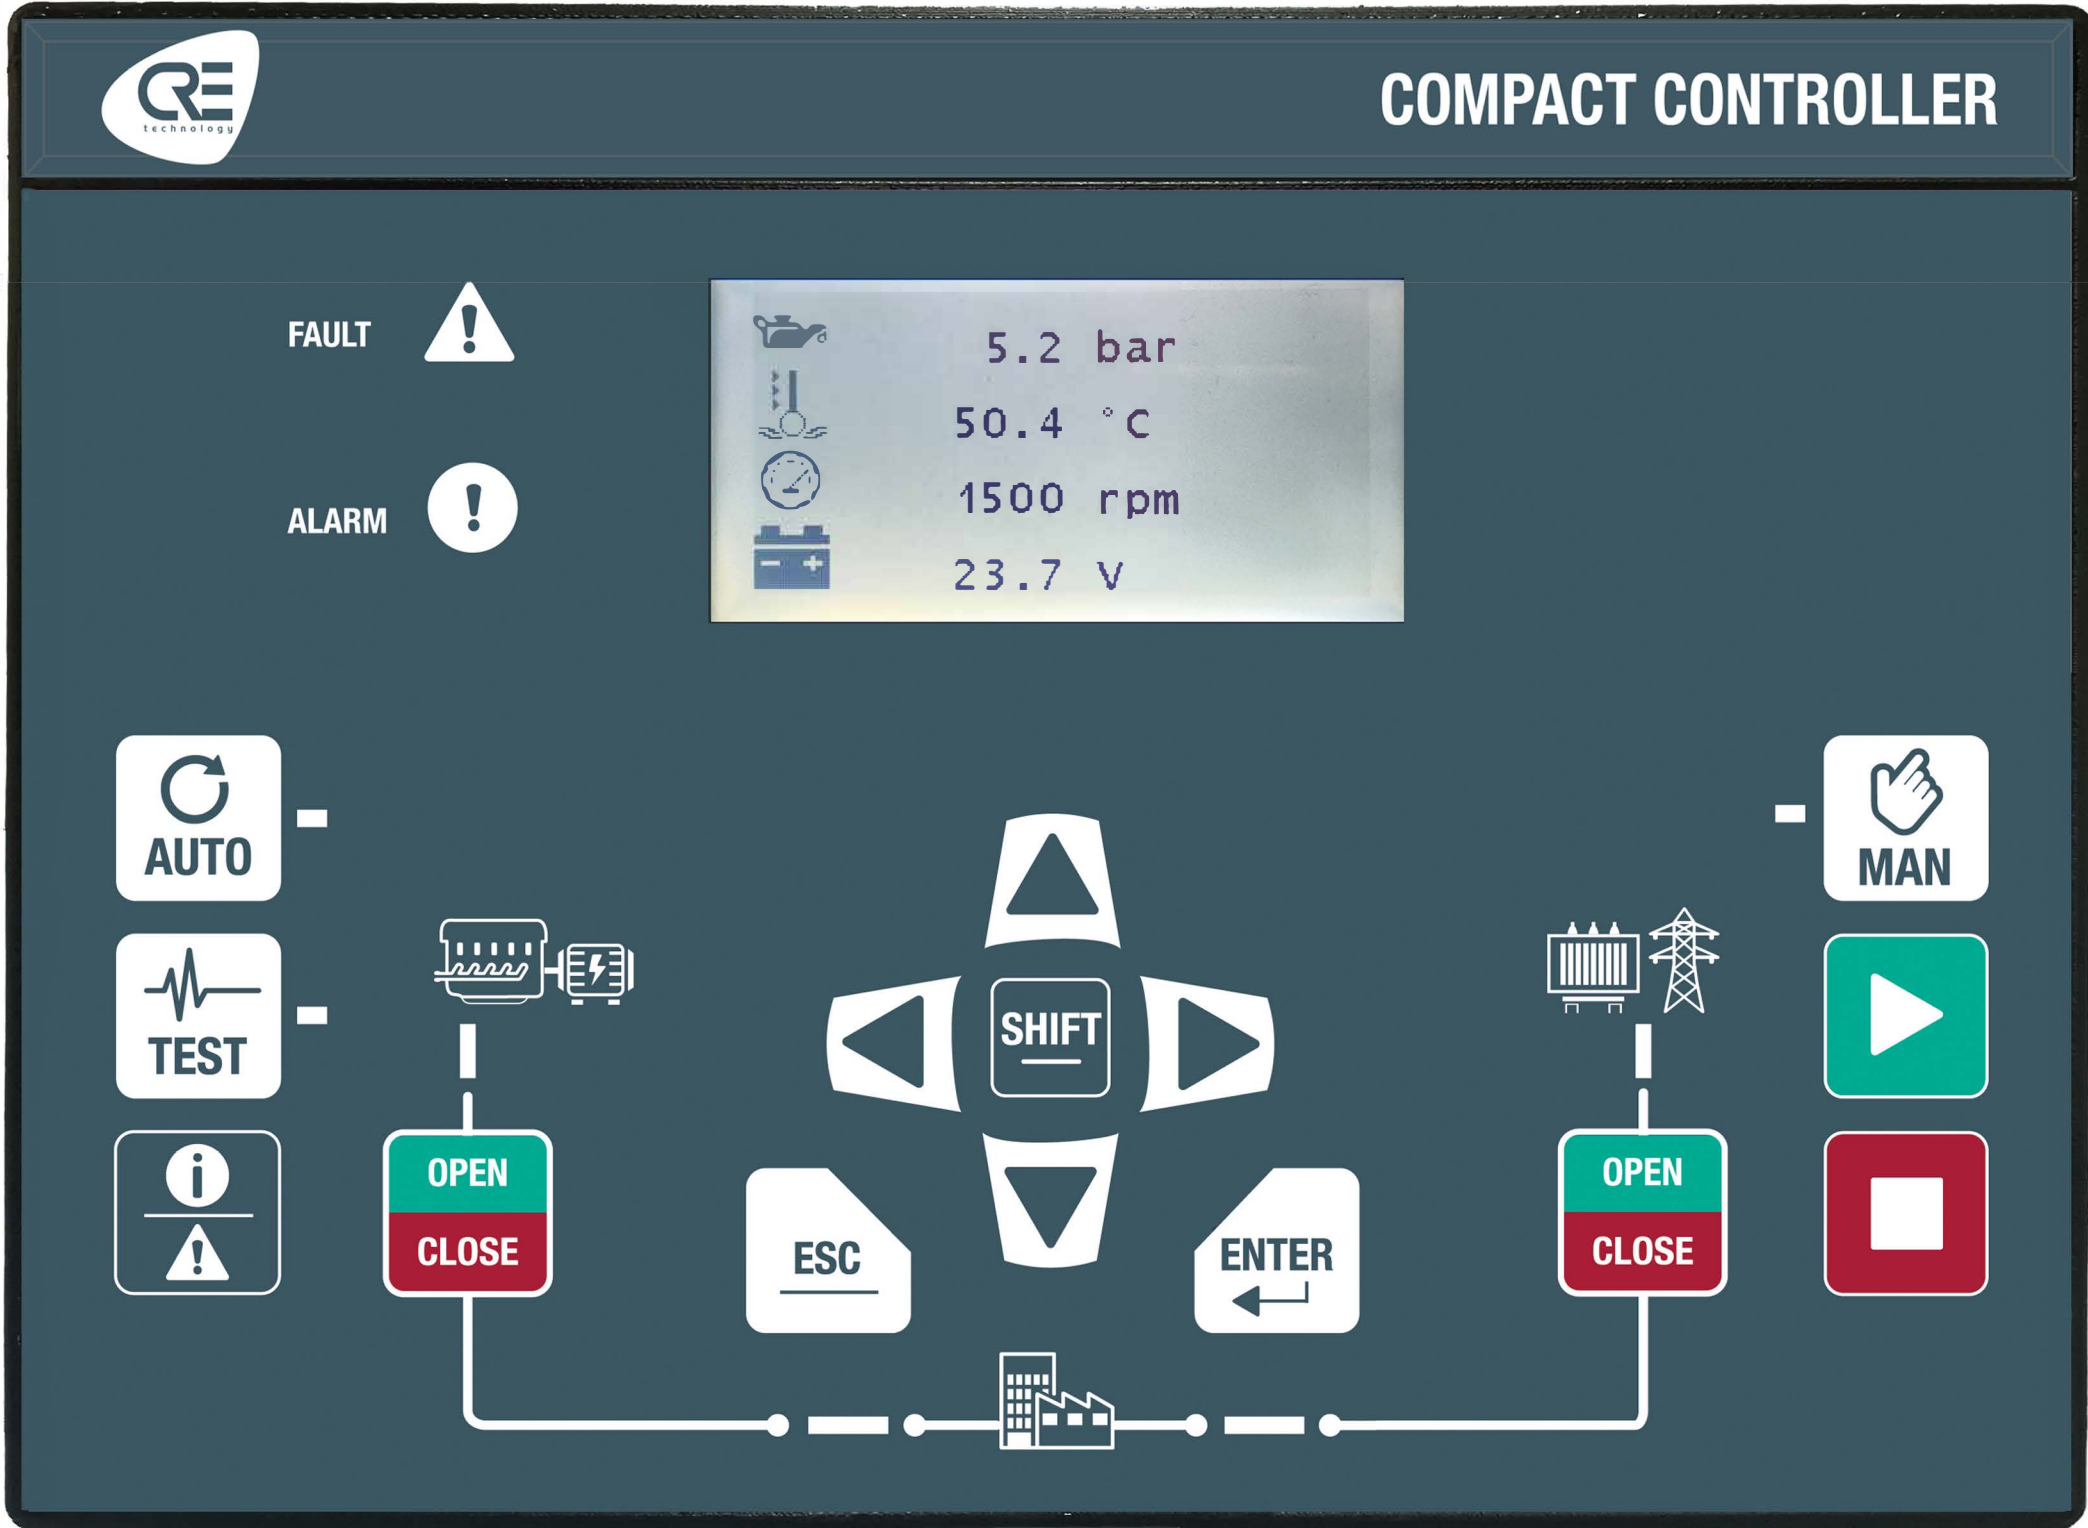 CRE
technology
COMPACT CONTROLLER
FAULT
ALARM
5.2 bar
50.4 °C
1500 rpm
23.7 V
AUTO
MAN
TEST
SHIFT
OPEN
CLOSE
ESC
ENTER
OPEN
CLOSE